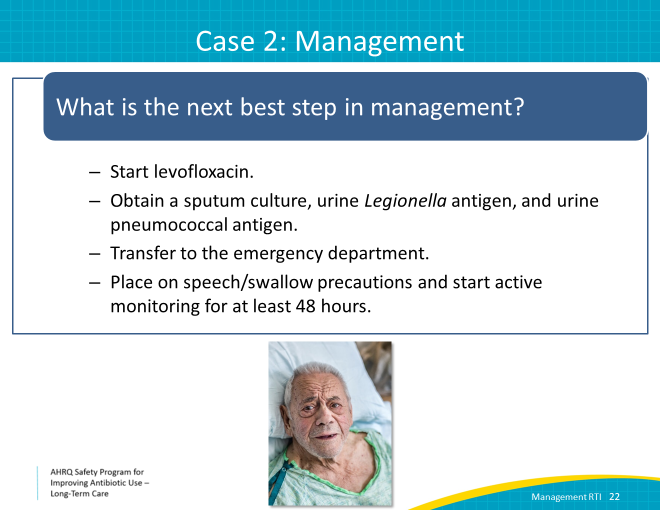 Case 2: Management
What is the next best step in management?
– Start levofloxacin.
– Obtain a sputum culture, urine Legionella antigen, and urine
pneumococcal antigen.
– Transfer to the emergency department.
– Place on speech/swallow precautions and start active
monitoring for at least 48 hours.
AHRQ Safety Program for
Improving Antibiotic Use –
Long-Term Care
Management RTI 22